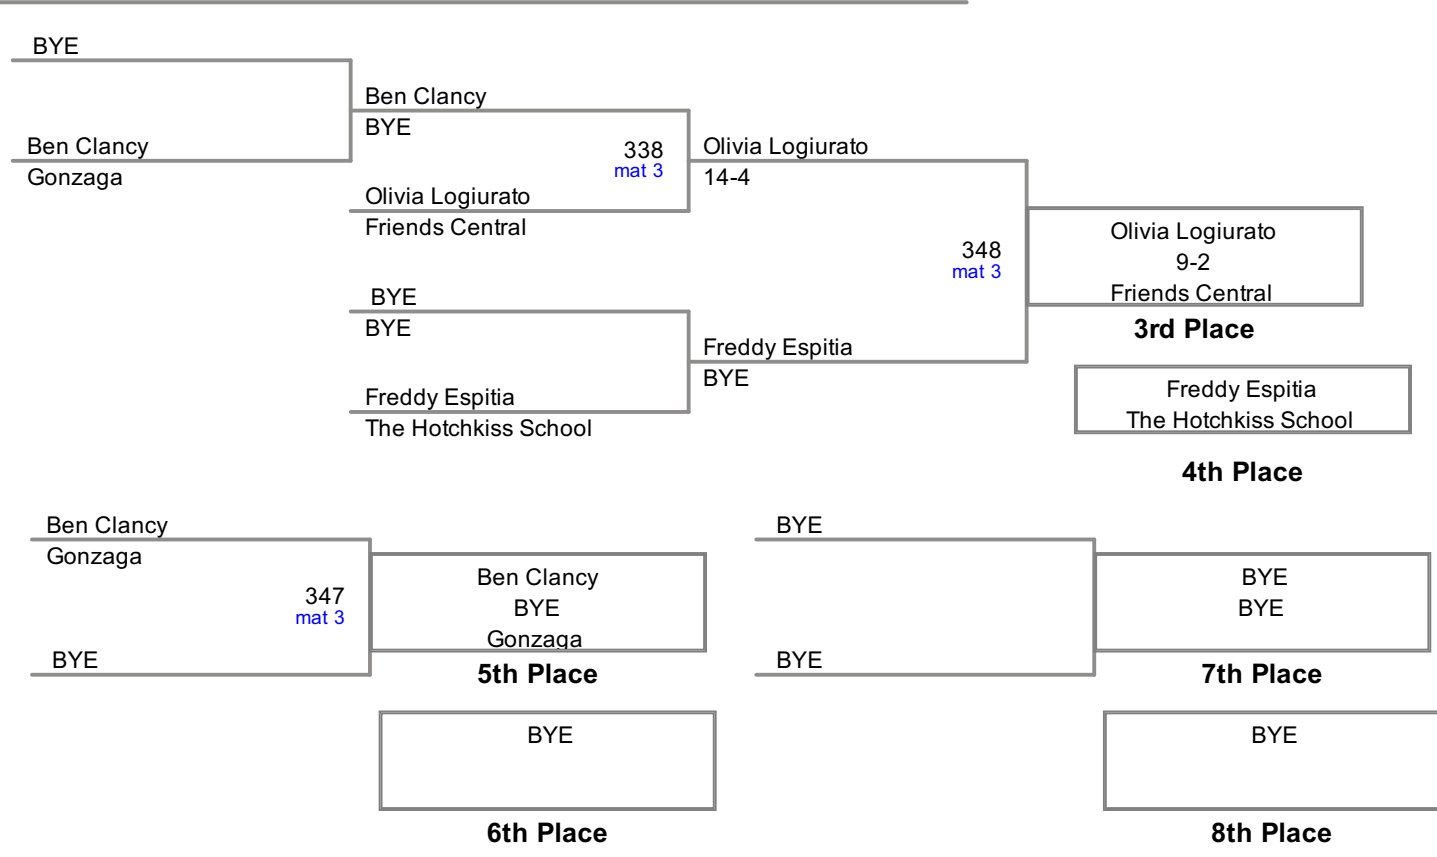 BYE
Ben Clancy
Gonzaga
Ben Clancy
BYE
338
mat 3
Olivia Logiurato
Friends Central
Olivia Logiurato
14-4
BYE
BYE
Freddy Espitia
The Hotchkiss School
Freddy Espitia
BYE
348
mat 3
Olivia Logiurato
9-2
Friends Central
3rd Place
Freddy Espitia
The Hotchkiss School
4th Place
Ben Clancy
Gonzaga
347
mat 3
BYE
Ben Clancy
BYE
Gonzaga
5th Place
BYE
6th Place
BYE
BYE
BYE
BYE
7th Place
BYE
8th Place